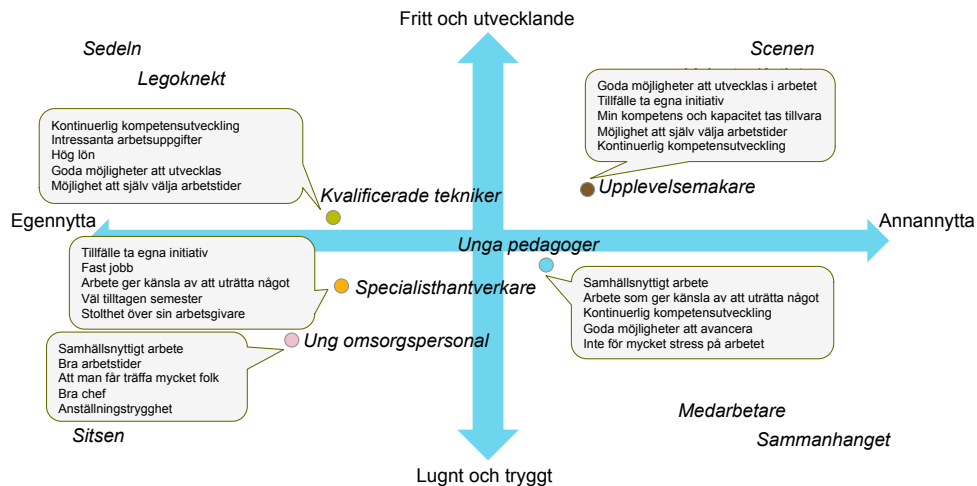 Fritt och utvecklande
Sedeln
Legoknekt
Scenen
Goda möjligheter att utvecklas i arbetet
Tillfälle ta egna initiativ
Min kompetens och kapacitet tas tillvara
Möjlighet att själv välja arbetstider
Kontinuerlig kompetensutveckling
Kontinuerlig kompetensutveckling
Intressanta arbetsuppgifter
Hög lön
Goda möjligheter att utvecklas
Möjlighet att själv välja arbetstider
Kvalificerade tekniker
Upplevelsemakare
Egennytta
Annannytta
Unga pedagoger
Tillfälle ta egna initiativ
Fast jobb
Arbete ger känsla av att uträtta något
Väl tilltagen semester
Stolthet över sin arbetsgivare
Specialisthantverkare
Samhällsnyttigt arbete
Arbete som ger känsla av att uträtta något
Kontinuerlig kompetensutveckling
Goda möjligheter att avancera
Inte för mycket stress på arbetet
Ung omsorgspersonal
Samhällsnyttigt arbete
Bra arbetstider
Att man får träffa mycket folk
Bra chef
Anställningstrygghet
Sitsen
Medarbetare
Sammanhanget
Lugnt och tryggt